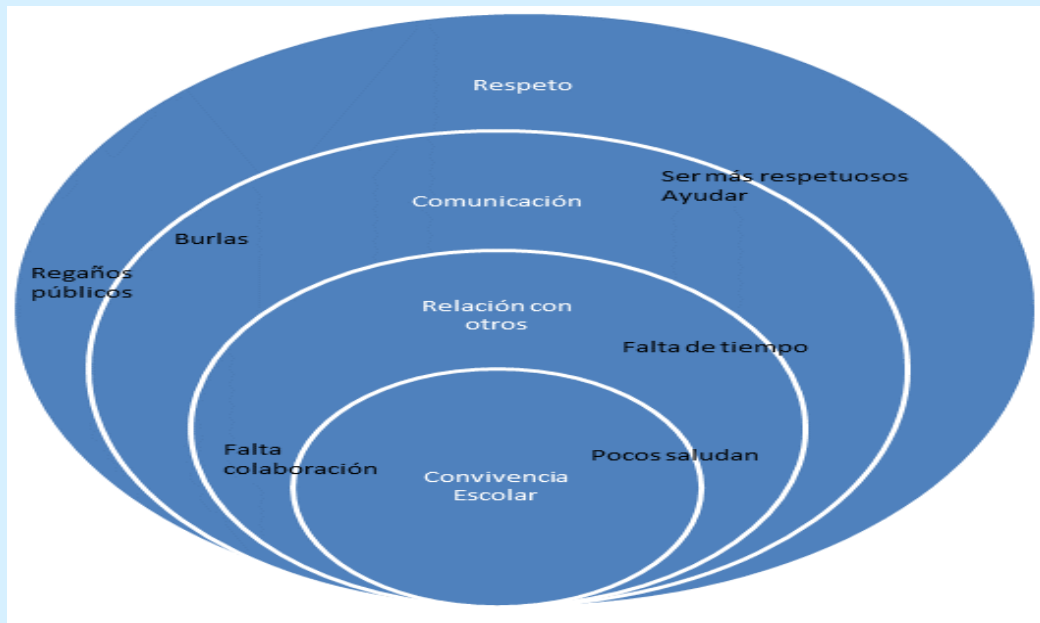 Respeto
Ser más respetuosos
Ayudar
Comunicación
Burlas
Regaños
públicos
Relación con
otros
Falta de tiempo
Falta
colaboración
Pocos saludan
Convivencia
Escolar